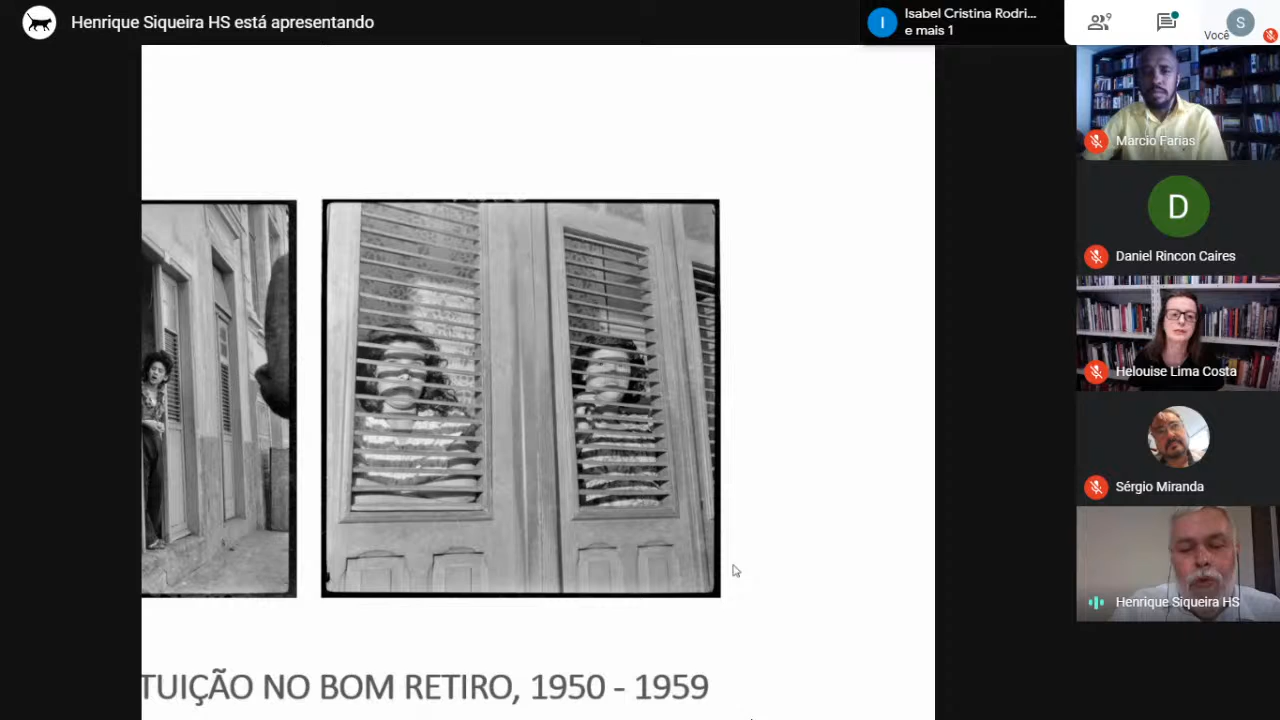 Henrique Siqueira HS está apresentando
I
Isabel Cristina Rodri...
e mais 1
9
S
Você
Marcio Farias
D
Daniel Rincon Caires
Helouise Lima Costa
Sérgio Miranda
Henrique Siqueira HS
TUIÇÃO NO BOM RETIRO, 1950 - 1959